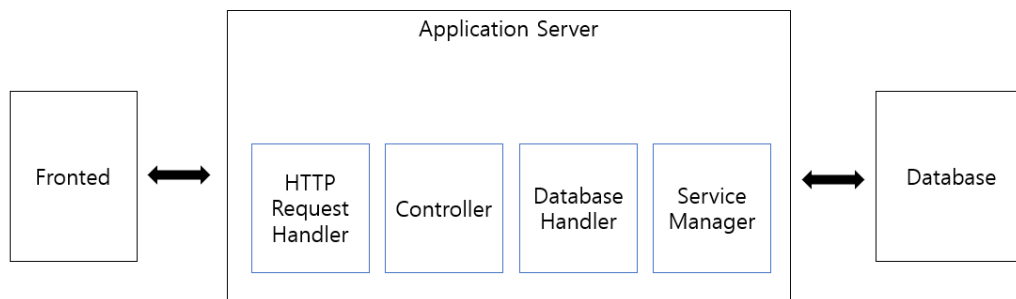 Application Server
Fronted
HTTP
Request
Handler
Controller
Database
Handler
Service
Manager
Database